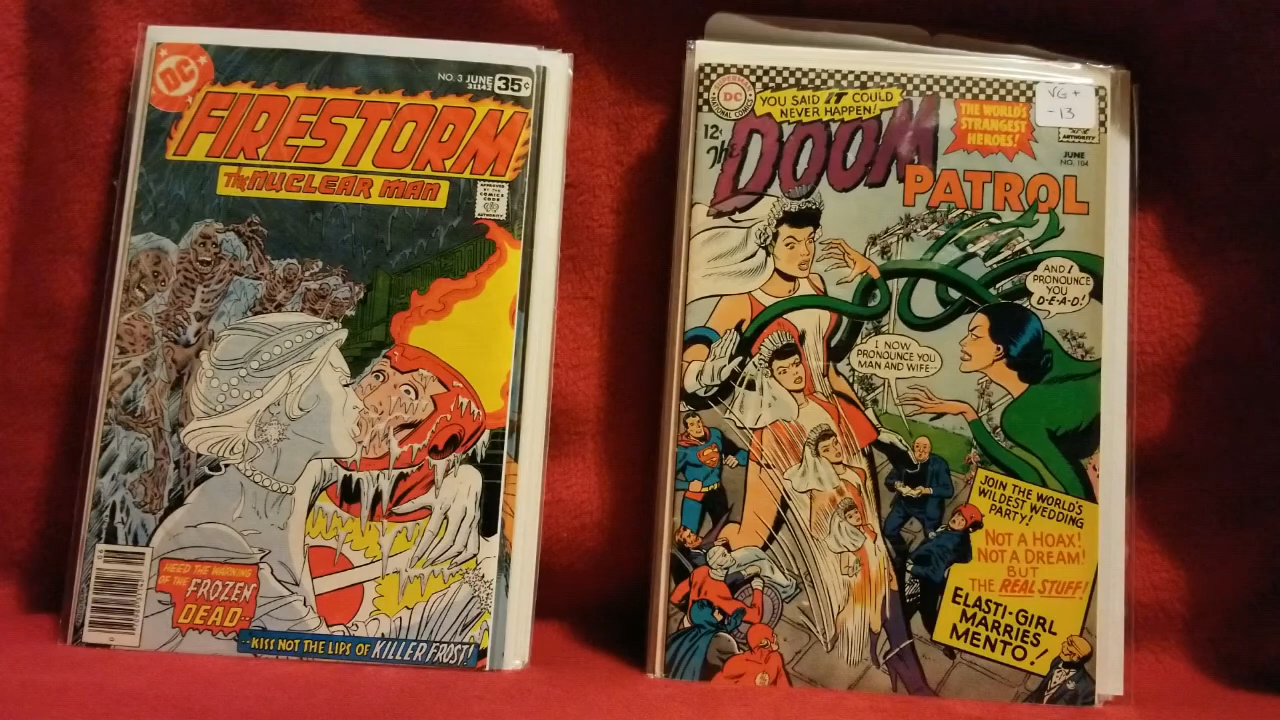 DC
NO. 3 JUNE
31143
35¢
FIRESTORM
THE NUCLEAR MAN
APPROVED
BY THE
COMICS
CODE
AUTHORITY
HEED THE WARNING
OF THE FROZEN
DEAD--
--KISS NOT THE LIPS OF KILLER FROST!
SUPERMAN
DC
NATIONAL COMICS
YOU SAID IT COULD
NEVER HAPPEN!
12¢
The DOOM
PATROL
THE WORLD'S
STRANGEST
HEROES!
VG+
-13
AUTHORITY
JUNE
NO. 104
AND I
PRONOUNCE
YOU
D-E-A-D!
I NOW
PRONOUNCE YOU
MAN AND WIFE--
JOIN THE WORLD'S
WILDEST WEDDING
PARTY!
NOT A HOAX!
NOT A DREAM!
BUT
THE REAL STUFF!
ELASTI-GIRL
MARRIES
MENTO!